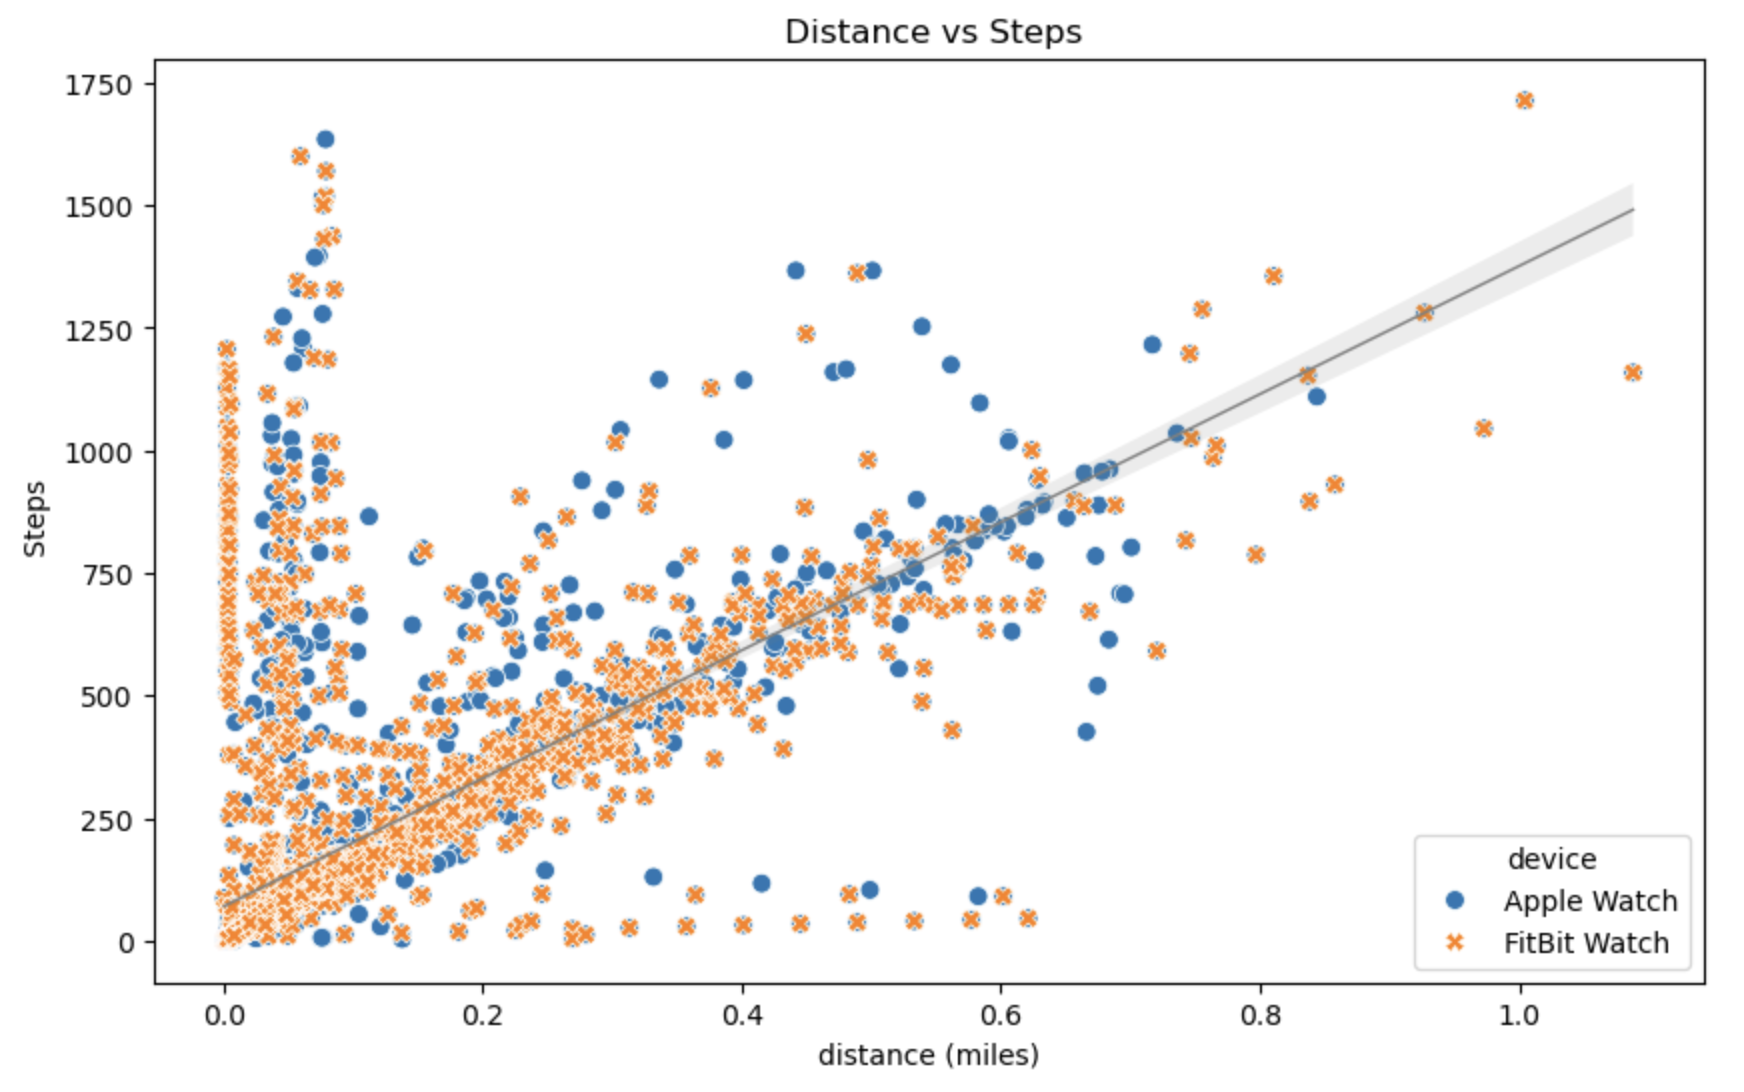 Distance vs Steps
Steps
1750
1500
1250
1000
750
500
250
0
0.0 0.2 0.4 0.6 0.8 1.0
distance (miles)
device
Apple Watch
FitBit Watch